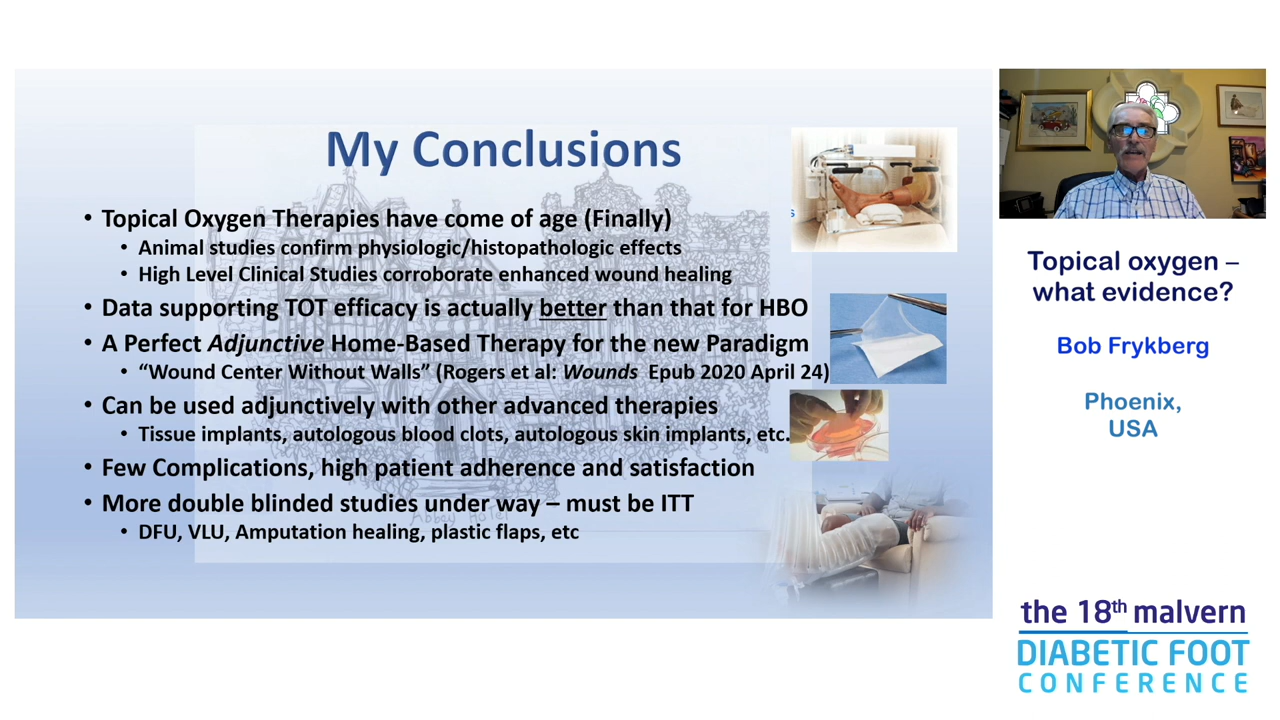 My Conclusions
• Topical Oxygen Therapies have come of age (Finally)
• Animal studies confirm physiologic/histopathologic effects
• High Level Clinical Studies corroborate enhanced wound healing
• Data supporting TOT efficacy is actually better than that for HBO
• A Perfect Adjunctive Home-Based Therapy for the new Paradigm
• “Wound Center Without Walls” (Rogers et al: Wounds Epub 2020 April 24)
• Can be used adjunctively with other advanced therapies
• Tissue implants, autologous blood clots, autologous skin implants, etc.
• Few Complications, high patient adherence and satisfaction
• More double blinded studies under way – must be ITT
• DFU, VLU, Amputation healing, plastic flaps, etc
Abbey Hotel
s
Topical oxygen –
what evidence?
Bob Frykberg
Phoenix,
USA
the 18th malvern
DIABETIC FOOT
CONFERENCE